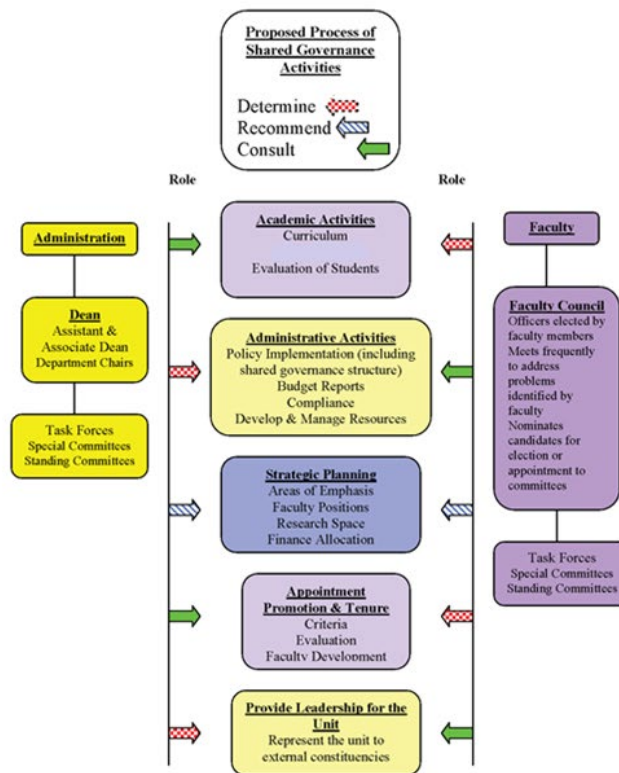 Proposed Process of
Shared Governance
Activities
Determine
Recommend
Consult
Role
Role
Administration
Dean
Assistant &
Associate Dean
Department Chairs
Task Forces
Special Committees
Standing Committees
Academic Activities
Curriculum
Evaluation of Students
Administrative Activities
Policy Implementation (including
shared governance structure)
Budget Reports
Compliance
Develop & Manage Resources
Strategic Planning
Areas of Emphasis
Faculty Positions
Research Space
Finance Allocation
Appointment
Promotion & Tenure
Criteria
Evaluation
Faculty Development
Provide Leadership for the
Unit
Represent the unit to
external constituencies
Faculty
Faculty Council
Officers elected by
faculty members
Meets frequently
to address
problems
identified by
faculty
Nominates
candidates for
election or
appointment to
committees
Task Forces
Special Committees
Standing Committees